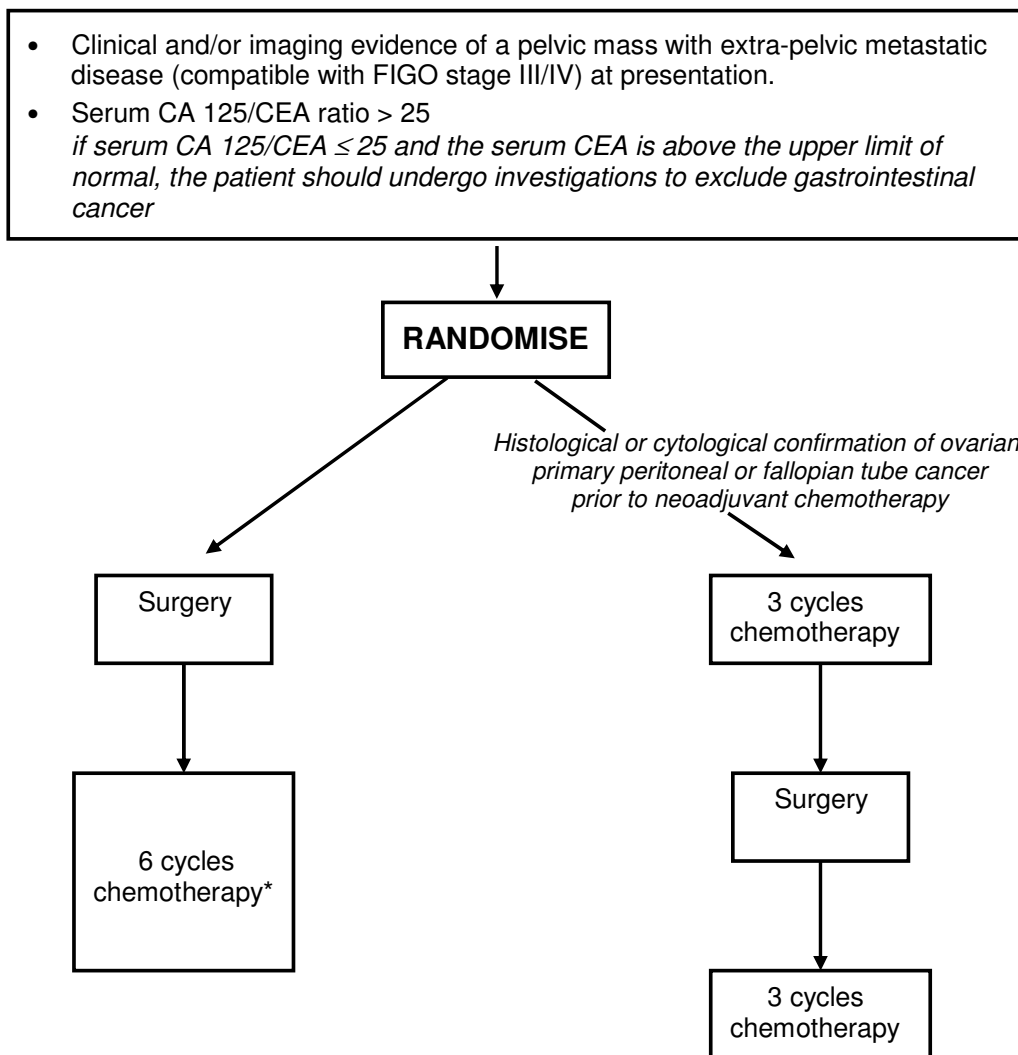 • Clinical and/or imaging evidence of a pelvic mass with extra-pelvic metastatic
disease (compatible with FIGO stage III/IV) at presentation.
• Serum CA 125/CEA ratio > 25
if serum CA 125/CEA ≤ 25 and the serum CEA is above the upper limit of
normal, the patient should undergo investigations to exclude gastrointestinal
cancer
RANDOMISE
Histological or cytological confirmation of ovarian
primary peritoneal or fallopian tube cancer
prior to neoadjuvant chemotherapy
Surgery
3 cycles
chemotherapy
6 cycles
chemotherapy*
Surgery
3 cycles
chemotherapy